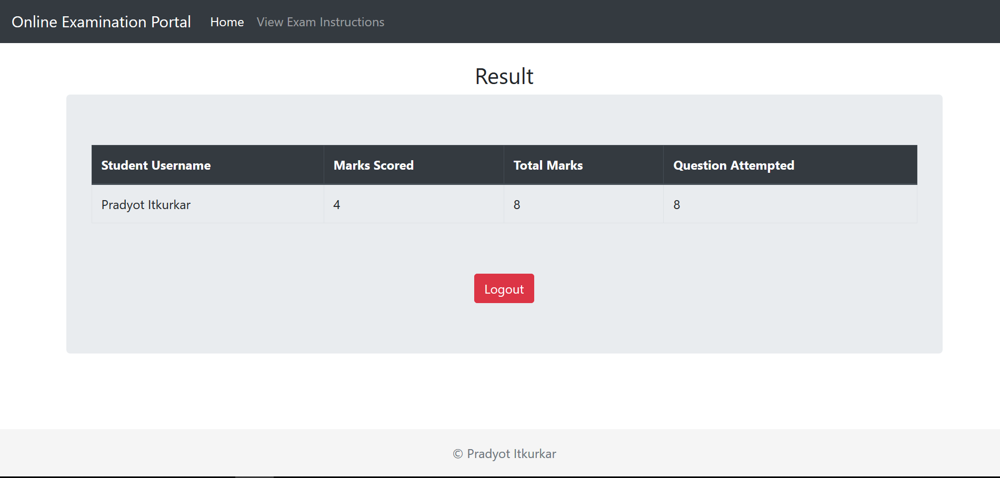 Online Examination Portal Home View Exam Instructions
Result
Student Username Marks Scored Total Marks Question Attempted
Pradyot Itkurkar 4 8 8
Logout
© Pradyot Itkurkar